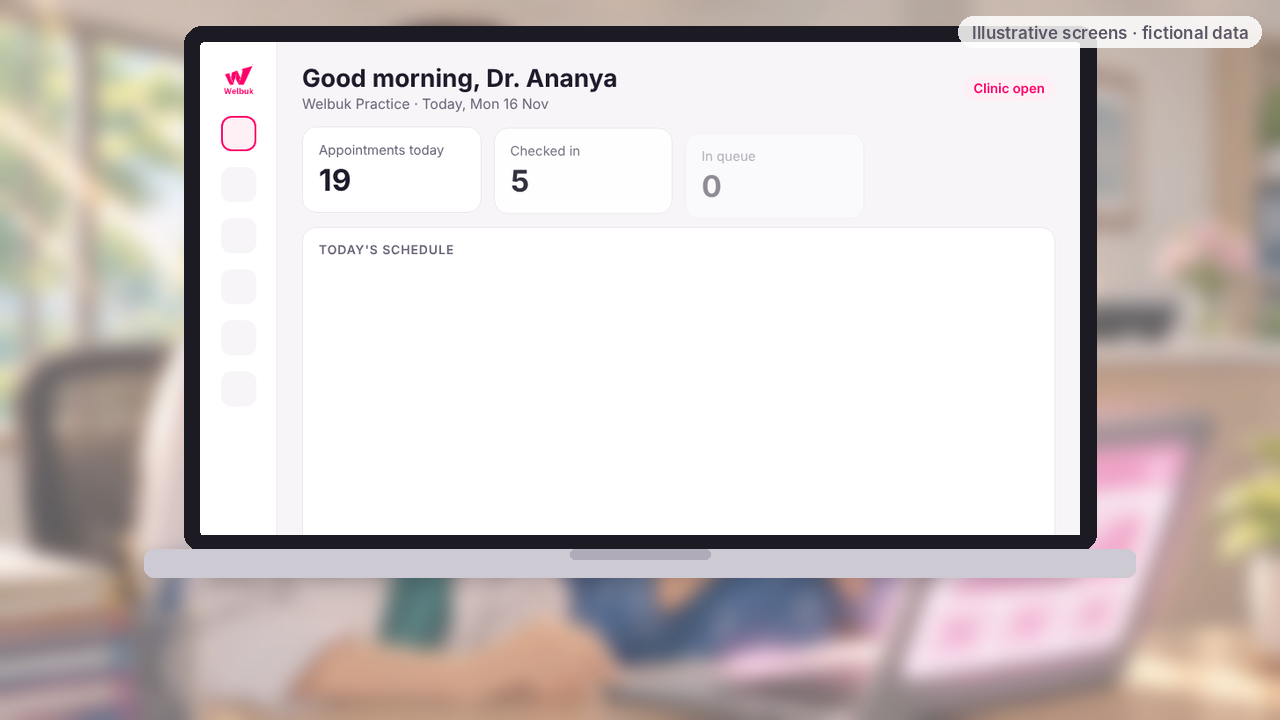 Illustrative screens · fictional data
Welbuk
Good morning, Dr. Ananya
Welbuk Practice · Today, Mon 16 Nov
Clinic open
Appointments today
19
Checked in
5
In queue
0
TODAY'S SCHEDULE